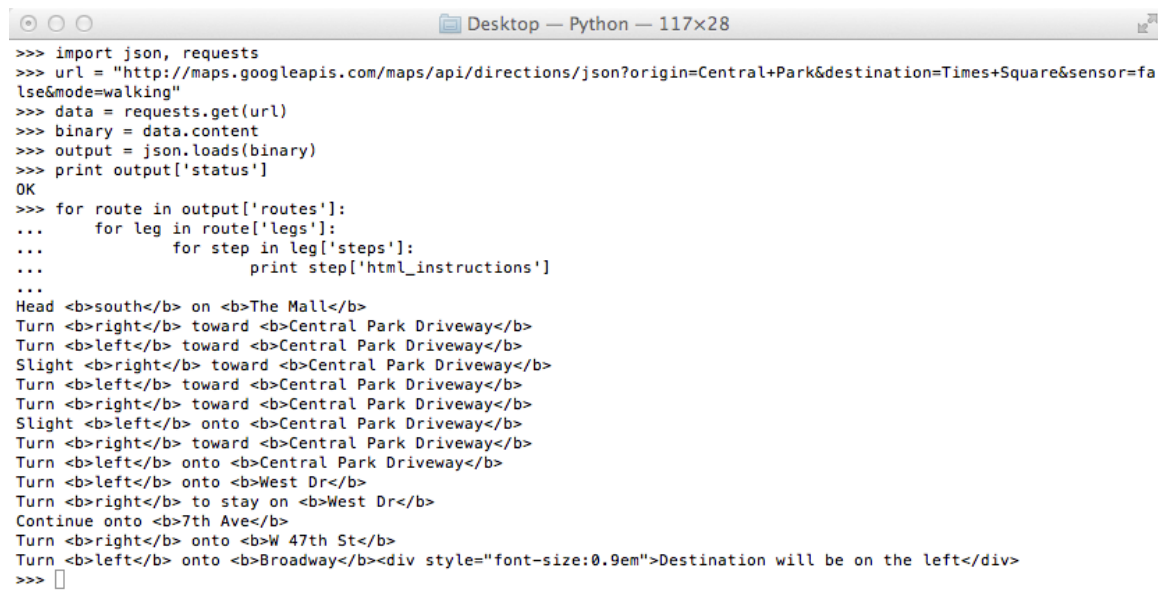 Desktop — Python — 117×28
>>> import json, requests
>>> url = "http://maps.googleapis.com/maps/api/directions/json?origin=Central+Park&destination=Times+Square&sensor=fa
lse&mode=walking"
>>> data = requests.get(url)
>>> binary = data.content
>>> output = json.loads(binary)
>>> print output['status']
OK
>>> for route in output['routes']:
...     for leg in route['legs']:
...             for step in leg['steps']:
...                     print step['html_instructions']
...
Head <b>south</b> on <b>The Mall</b>
Turn <b>right</b> toward <b>Central Park Driveway</b>
Turn <b>left</b> toward <b>Central Park Driveway</b>
Slight <b>right</b> toward <b>Central Park Driveway</b>
Turn <b>left</b> toward <b>Central Park Driveway</b>
Turn <b>right</b> toward <b>Central Park Driveway</b>
Slight <b>left</b> onto <b>Central Park Driveway</b>
Turn <b>right</b> toward <b>Central Park Driveway</b>
Turn <b>left</b> onto <b>Central Park Driveway</b>
Turn <b>left</b> onto <b>West Dr</b>
Turn <b>right</b> to stay on <b>West Dr</b>
Continue onto <b>7th Ave</b>
Turn <b>right</b> onto <b>W 47th St</b>
Turn <b>left</b> onto <b>Broadway</b><div style="font-size:0.9em">Destination will be on the left</div>
>>>